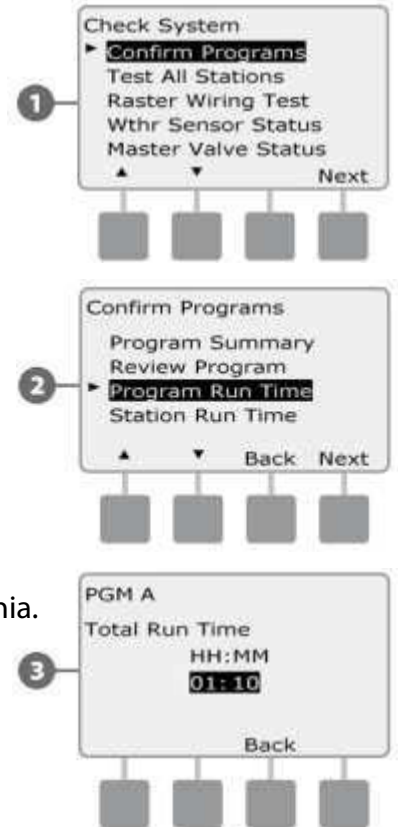 Check System
► Confirm Programs
Test All Stations
Raster Wiring Test
Wthr Sensor Status
Master Valve Status
▲ ▼ Next
1
Confirm Programs
Program Summary
Review Program
► Program Run Time
Station Run Time
▲ ▼ Back Next
2
nia.
PGM A
Total Run Time
HH:MM
01:10
Back
3